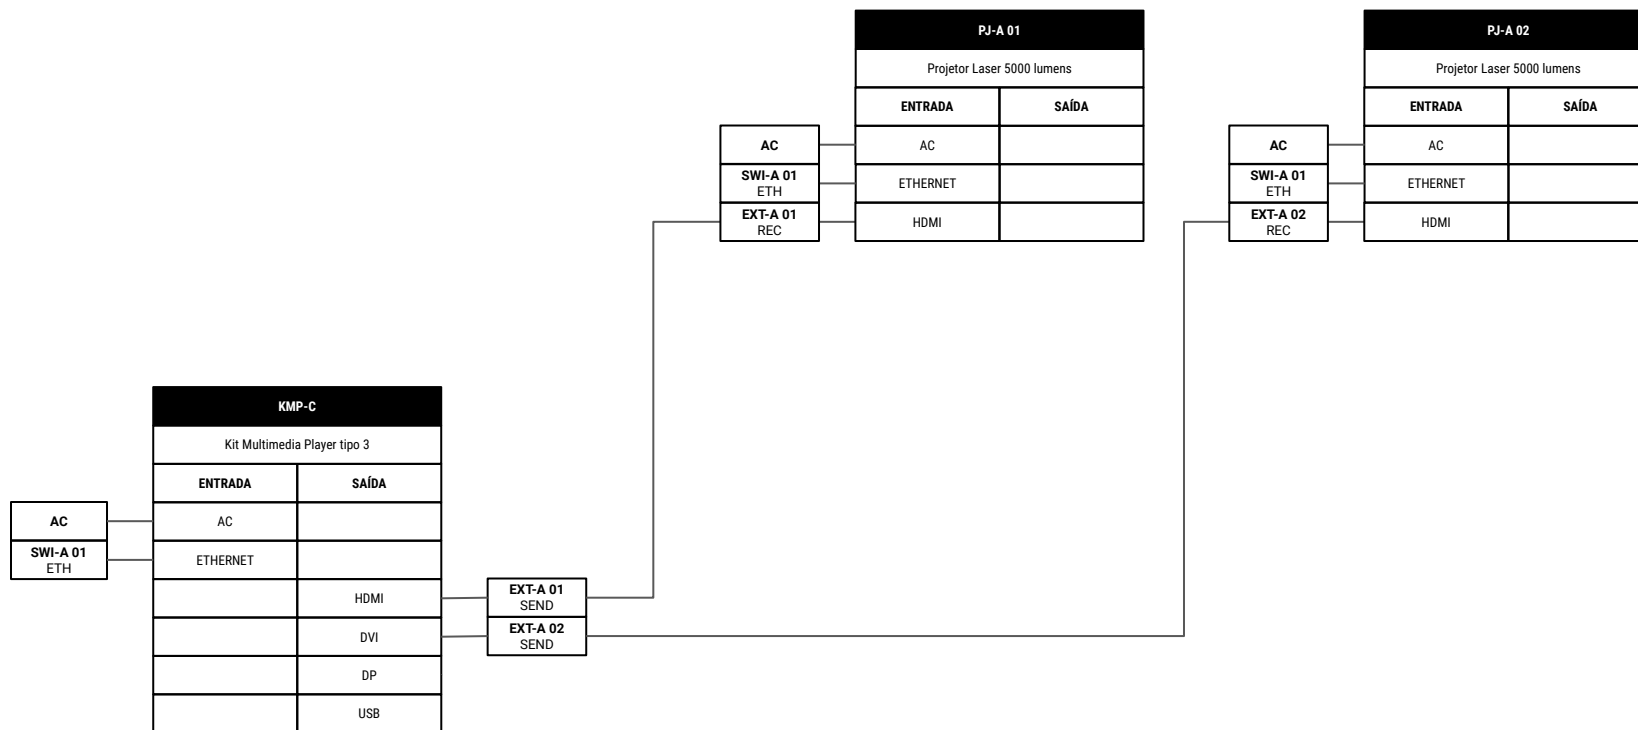 PJ-A 01
Projetor Laser 5000 lumens
ENTRADA SAÍDA
AC AC
SWI-A 01
ETH
ETHERNET
EXT-A 01
REC
HDMI
PJ-A 02
Projetor Laser 5000 lumens
ENTRADA SAÍDA
AC AC
SWI-A 01
ETH
ETHERNET
EXT-A 02
REC
HDMI
KMP-C
Kit Multimedia Player tipo 3
ENTRADA SAÍDA
AC AC
SWI-A 01
ETH
ETHERNET
HDMI
EXT-A 01
SEND
DVI
EXT-A 02
SEND
DP
USB